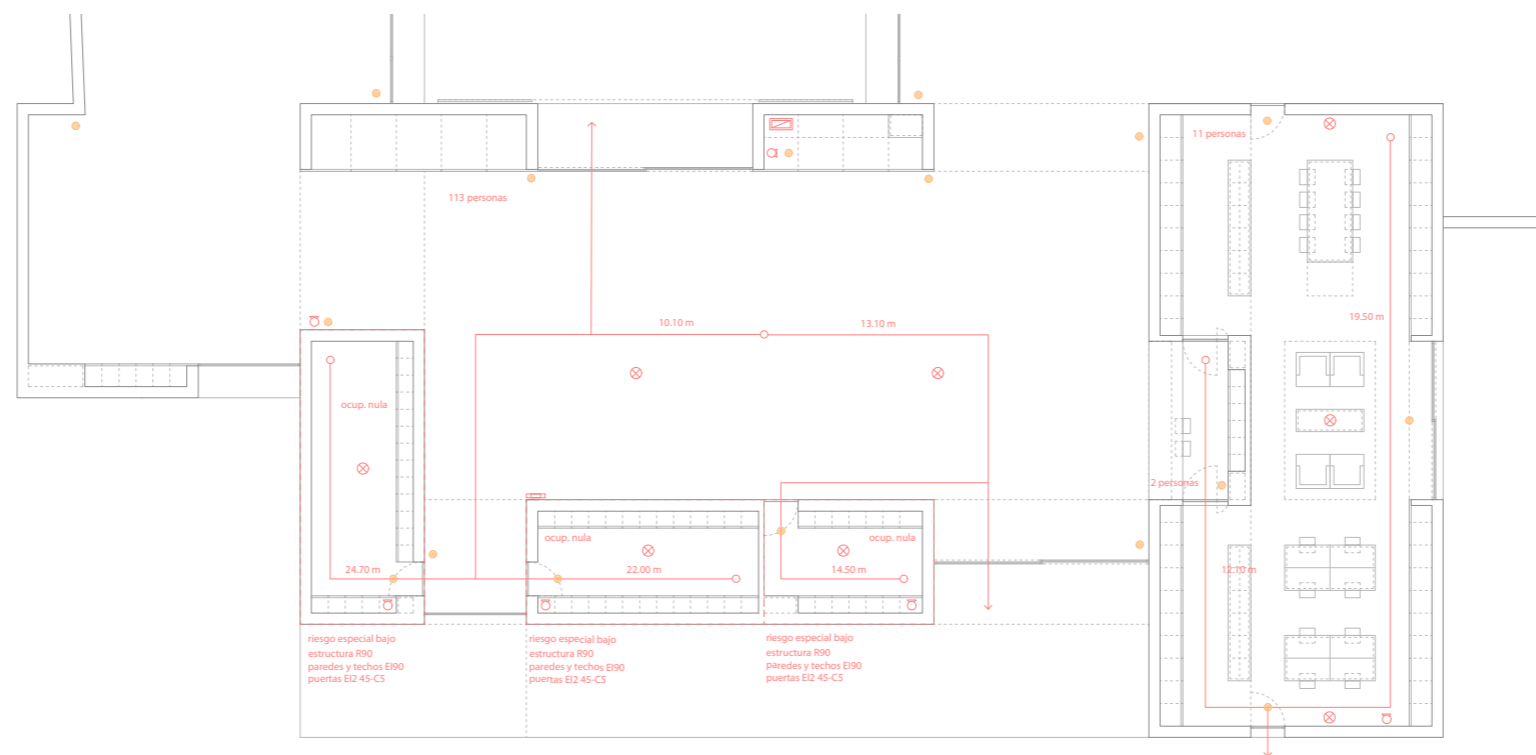 11 personas
113 personas
19.50 m
10.10 m
13.10 m
ocup. nula
2 personas
ocup. nula
ocup. nula
24.70 m
22.00 m
14.50 m
12.10 m
riesgo especial bajo
estructura R90
paredes y techos EI90
puertas EI2 45-C5
riesgo especial bajo
estructura R90
paredes y techos EI90
puertas EI2 45-C5
riesgo especial bajo
estructura R90
paredes y techos EI90
puertas EI2 45-C5